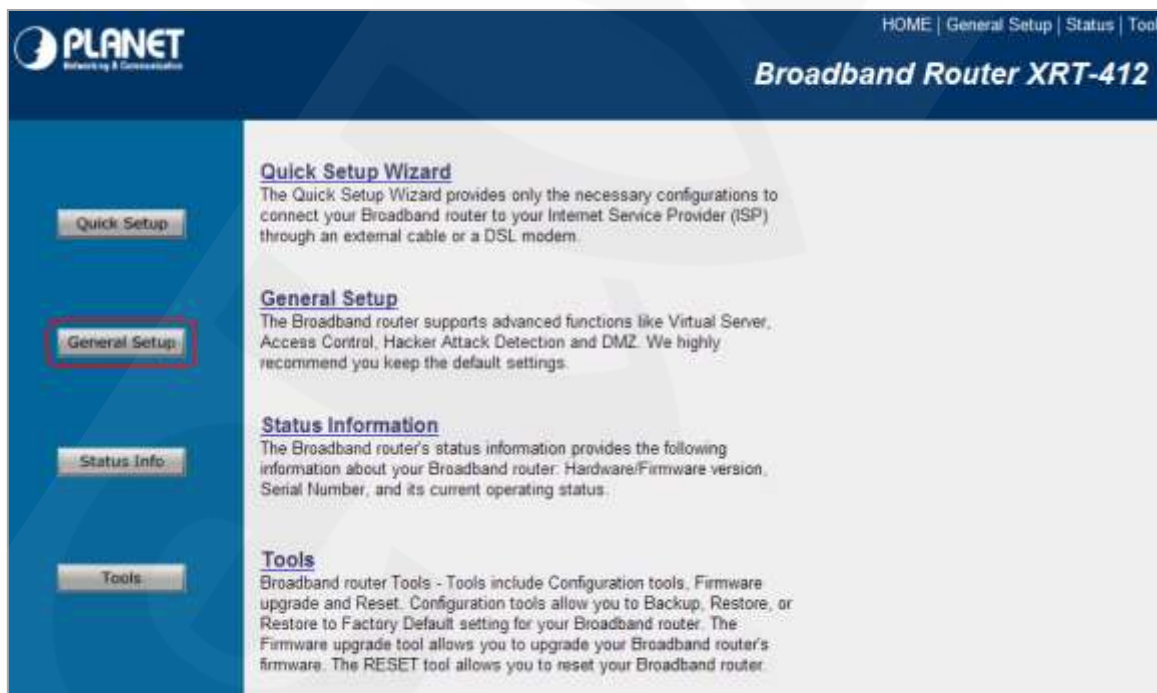 PLANET
Networking & Communication
HOME | General Setup | Status | Tool
Broadband Router XRT-412
Quick Setup
General Setup
Status Info
Tools
Quick Setup Wizard
The Quick Setup Wizard provides only the necessary configurations to
connect your Broadband router to your Internet Service Provider (ISP)
through an external cable or a DSL modem.
General Setup
The Broadband router supports advanced functions like Virtual Server,
Access Control, Hacker Attack Detection and DMZ. We highly
recommend you keep the default settings.
Status Information
The Broadband router's status information provides the following
information about your Broadband router: Hardware/Firmware version,
Serial Number, and its current operating status.
Tools
Broadband router Tools - Tools include Configuration tools, Firmware
upgrade and Reset. Configuration tools allow you to Backup, Restore, or
Restore to Factory Default setting for your Broadband router. The
Firmware upgrade tool allows you to upgrade your Broadband router's
firmware. The RESET tool allows you to reset your Broadband router.